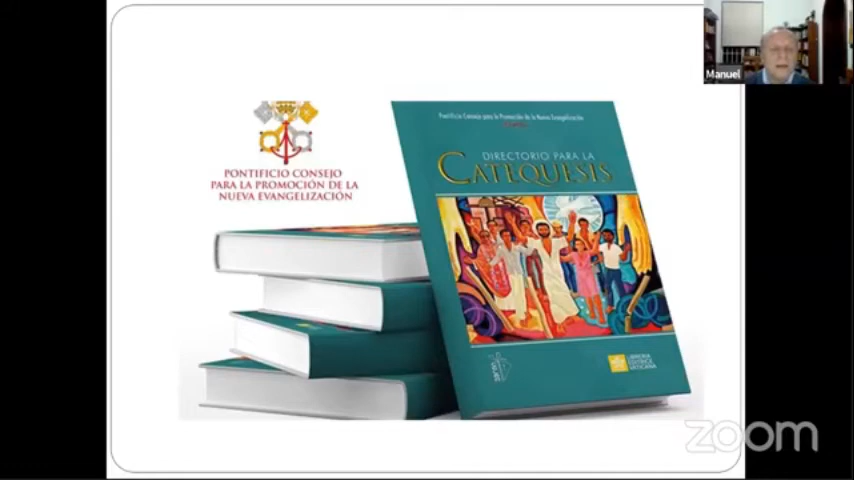 Manuel
PONTIFICIO CONSEJO
PARA LA PROMOCIÓN DE LA
NUEVA EVANGELIZACIÓN
Pontificio Consejo para la Promoción de la Nueva Evangelización
DIRECTORIO PARA LA
CATEQUESIS
LIBRERIA
EDITRICE
VATICANA
zoom